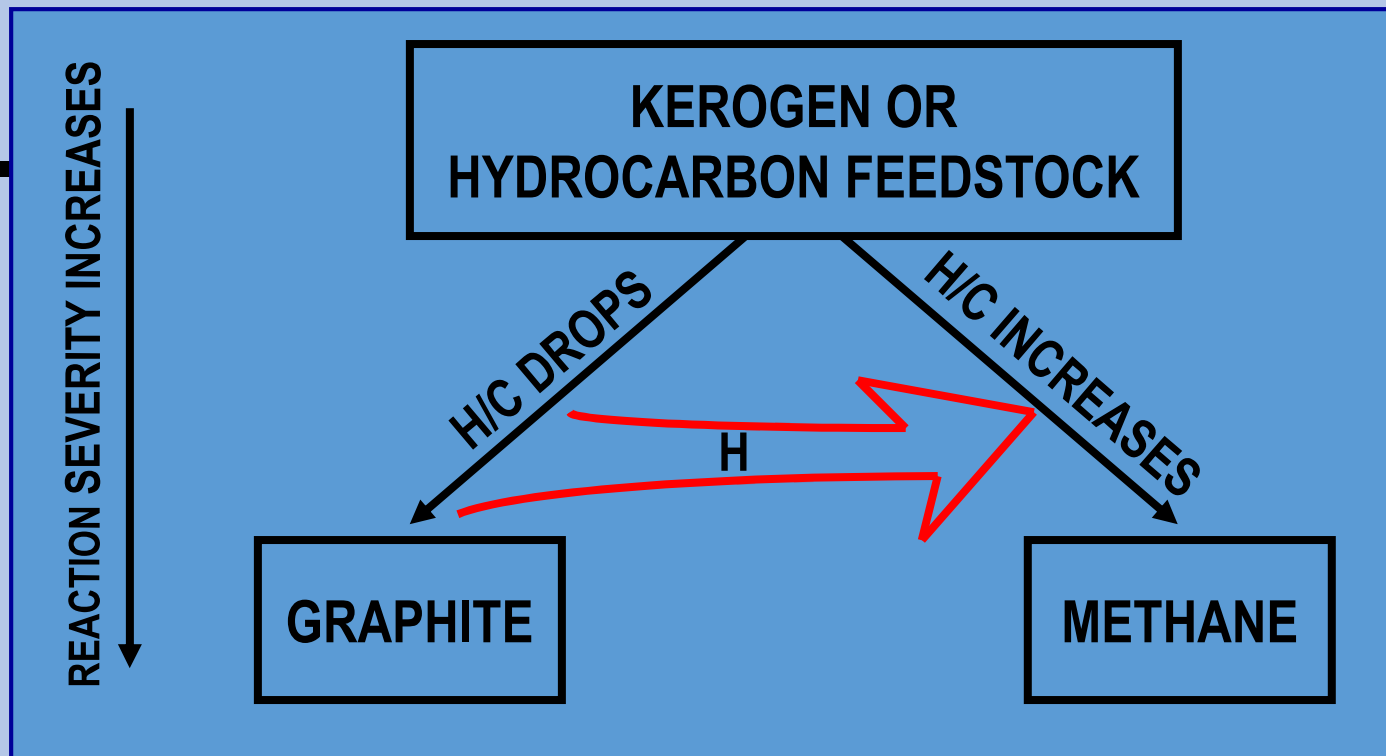 REACTION SEVERITY INCREASES
KEROGEN OR
HYDROCARBON FEEDSTOCK
H/C DROPS
H/C INCREASES
H
GRAPHITE
METHANE